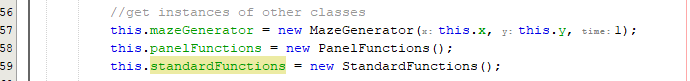 56 //get instances of other classes
57 this.mazeGenerator = new MazeGenerator(x: this.x, y: this.y, time: 1);
58 this.panelFunctions = new PanelFunctions();
59 this.standardFunctions = new StandardFunctions();